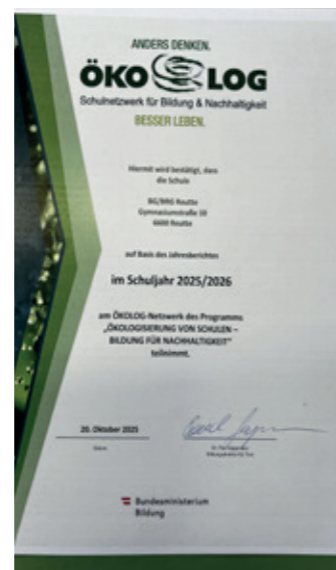 ANDERS DENKEN.
ÖKO LOG
Schulnetzwerk für Bildung & Nachhaltigkeit
BESSER LEBEN.
Hiermit wird bestätigt, dass
die Schule
BG/BRG Reutte
Gymnasiumstraße 10
6600 Reutte
auf Basis des Jahresberichtes
im Schuljahr 2025/2026
am ÖKOLOG-Netzwerk des Programms
„ÖKOLOGISIERUNG VON SCHULEN –
BILDUNG FÜR NACHHALTIGKEIT"
teilnimmt.
20. Oktober 2025
Datum
Bundesministerium
Bildung